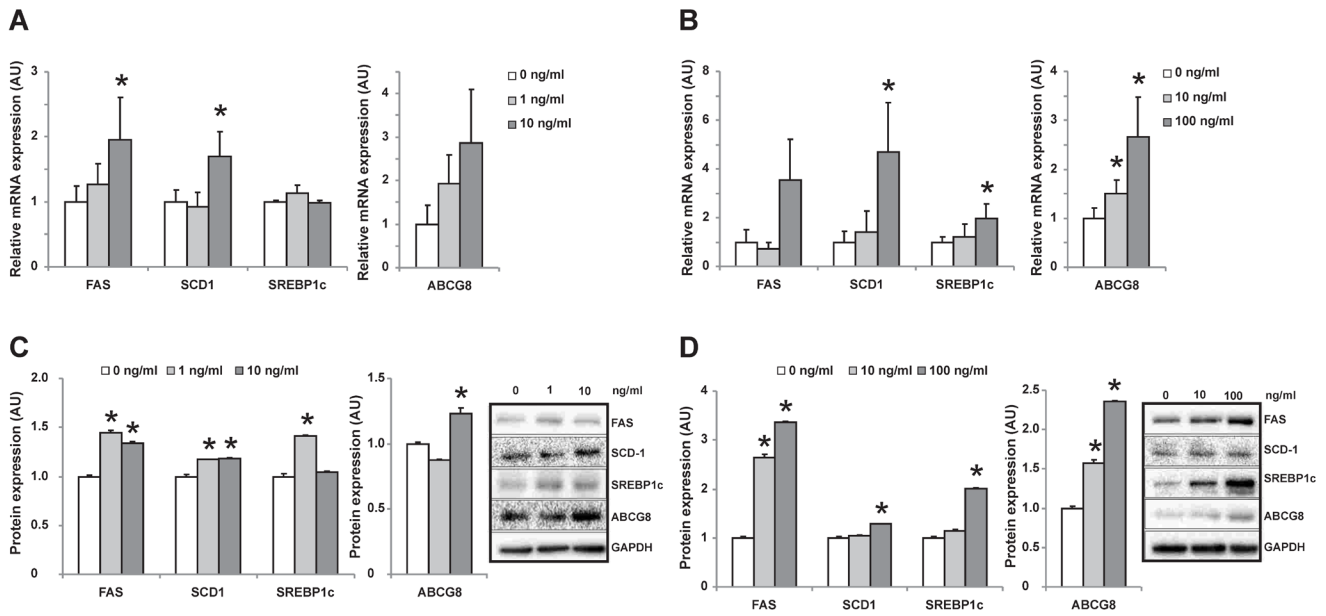 A
Relative mRNA expression (AU)
3
2
1
0
FAS
SCD1
SREBP1c
*
*
Relative mRNA expression (AU)
4
3
2
1
0
ABCG8
0 ng/ml
1 ng/ml
10 ng/ml
B
Relative mRNA expression (AU)
8
6
4
2
0
FAS
SCD1
SREBP1c
*
*
Relative mRNA expression (AU)
4
3
2
1
0
ABCG8
*
*
0 ng/ml
10 ng/ml
100 ng/ml
C
0 ng/ml 1 ng/ml 10 ng/ml
Protein expression (AU)
2.0
1.5
1.0
0.5
0
FAS
SCD1
SREBP1c
* *
* *
*
Protein expression (AU)
1.5
1.0
0.5
0.0
ABCG8
*
0 1 10 ng/ml
FAS
SCD-1
SREBP1c
ABCG8
GAPDH
D
0 ng/ml 10 ng/ml 100 ng/ml
Protein expression (AU)
4
3
2
1
0
FAS
SCD1
SREBP1c
* *
*
*
Protein expression (AU)
2.5
2.0
1.5
1.0
0.5
0.0
ABCG8
* *
0 10 100 ng/ml
FAS
SCD-1
SREBP1c
ABCG8
GAPDH